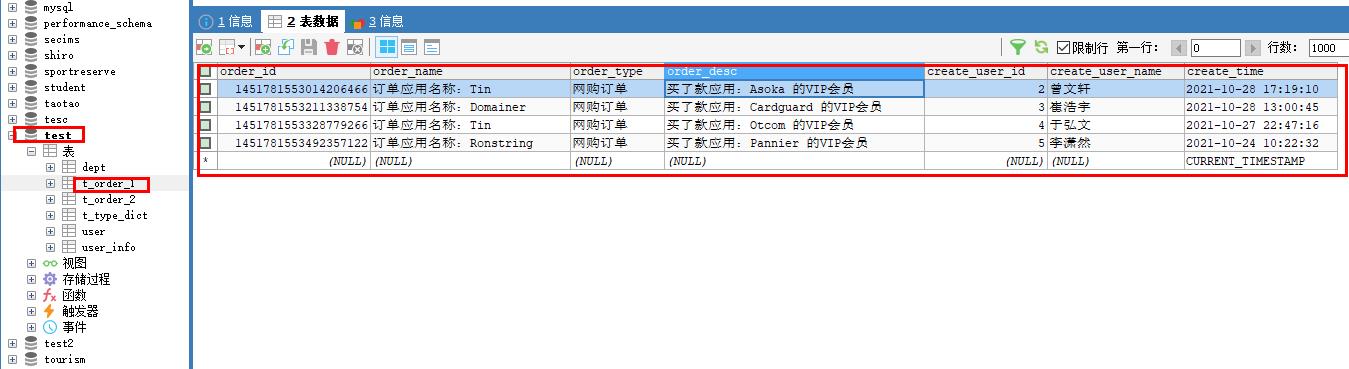 mysql
performance_schema
secims
shiro
sportreserve
student
taotao
tesc
test
表
dept
t_order_1
t_order_2
t_type_dict
user
user_info
视图
存储过程
函数
触发器
事件
test2
tourism
1 信息 2 表数据 3 信息
限制行 第一行: 0 行数: 1000
order_id order_name order_type order_desc create_user_id create_user_name create_time
1451781553014206466 订单应用名称: Tin 网购订单 买了款应用: Asoka 的VIP会员 2 曾文轩 2021-10-28 17:19:10
1451781553211338754 订单应用名称: Domainer 网购订单 买了款应用: Cardguard 的VIP会员 3 崔浩宇 2021-10-28 13:00:45
1451781553328779266 订单应用名称: Tin 网购订单 买了款应用: Otcom 的VIP会员 4 于弘文 2021-10-27 22:47:16
1451781553492357122 订单应用名称: Ronstring 网购订单 买了款应用: Pannier 的VIP会员 5 李潇然 2021-10-24 10:22:32
* (NULL) (NULL) (NULL) (NULL) (NULL) (NULL) CURRENT_TIMESTAMP